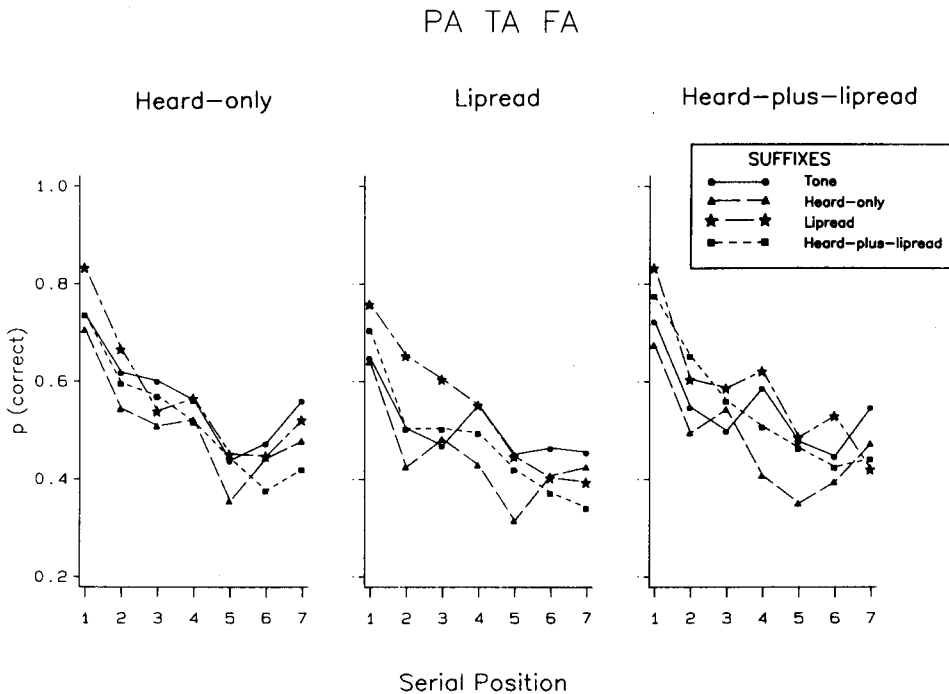 PA TA FA
Heard-only
Lipread
Heard-plus-lipread
SUFFIXES
Tone
Heard-only
Lipread
Heard-plus-lipread
p (correct)
1.0
0.8
0.6
0.4
0.2
1 2 3 4 5 6 7
1 2 3 4 5 6 7
1 2 3 4 5 6 7
Serial Position